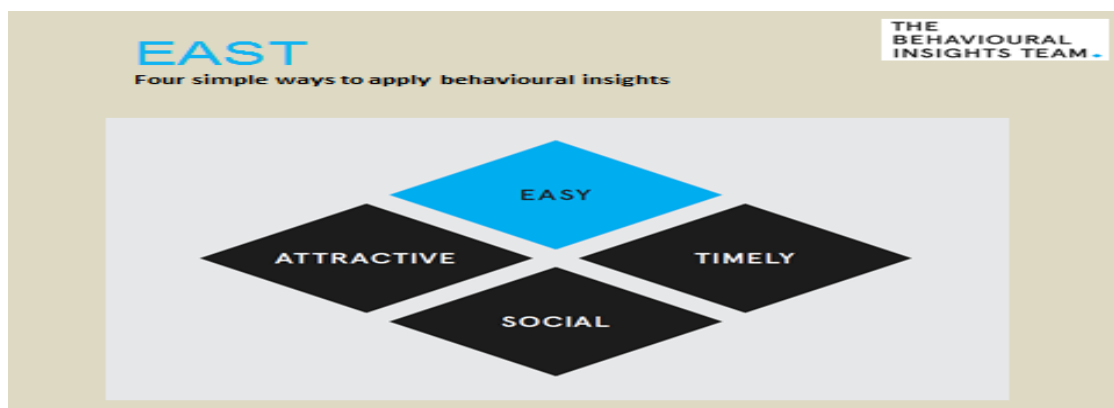 EAST
Four simple ways to apply behavioural insights
THE
BEHAVIOURAL
INSIGHTS TEAM
EASY
ATTRACTIVE
TIMELY
SOCIAL